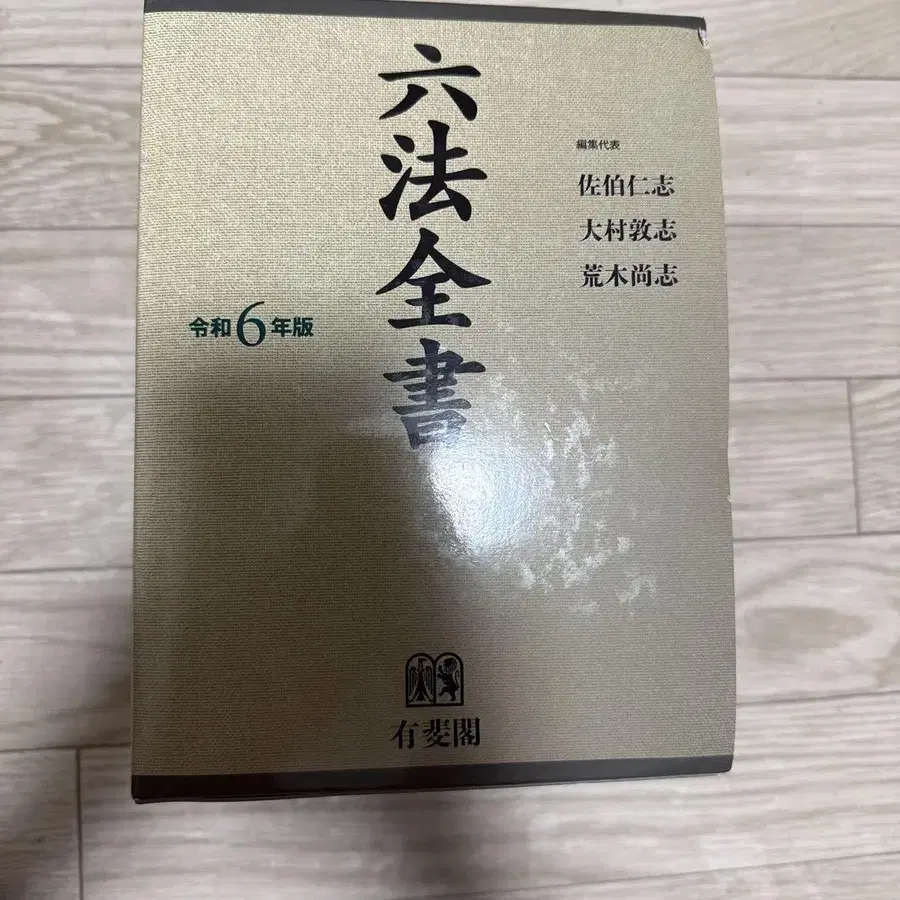 六法全書
編集代表
佐伯仁志
大村敦志
荒木尚志
令和6年版
有斐閣